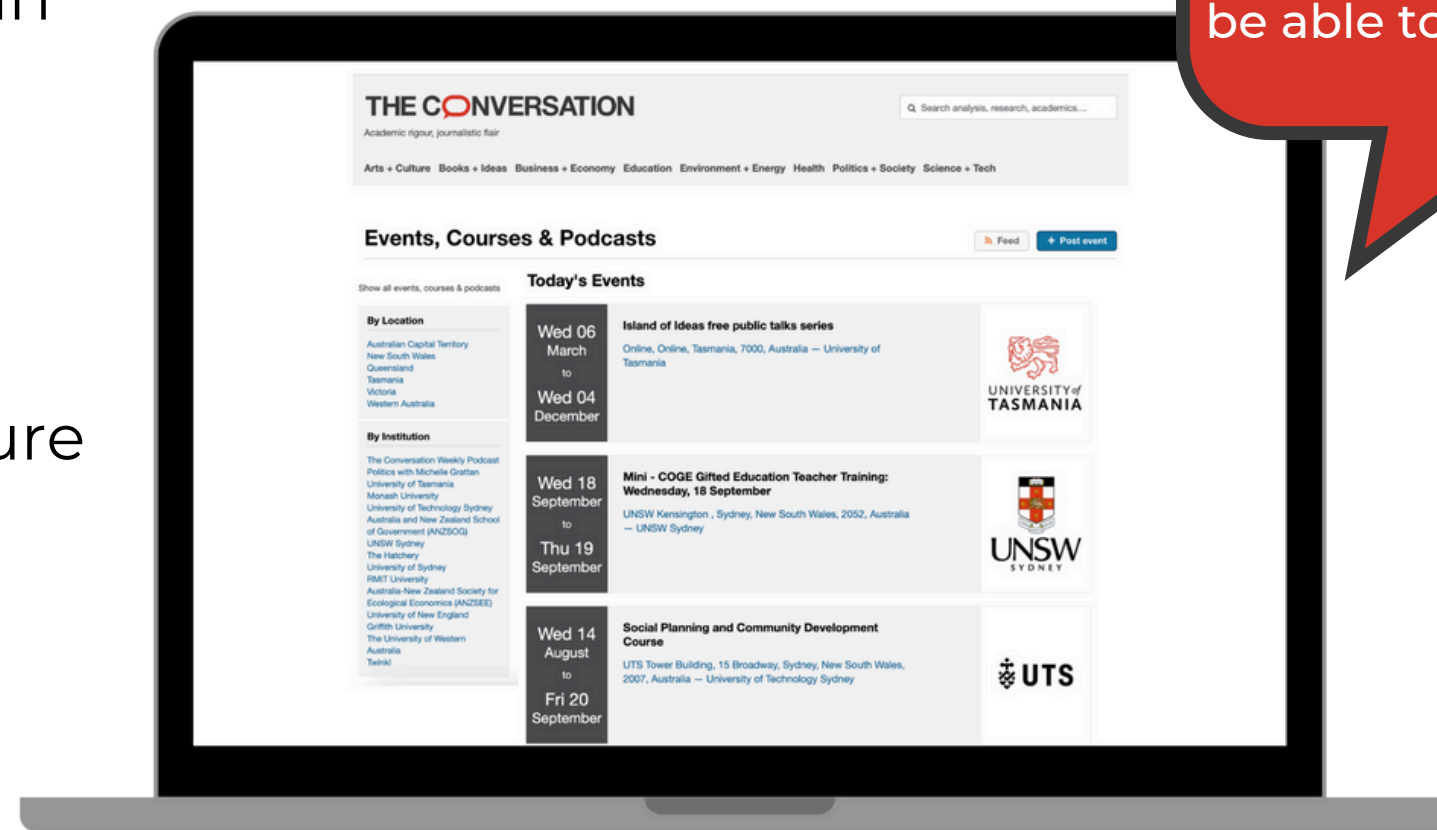 in
be able to
ure
THE CONVERSATION
Academic rigour, journalistic flair
Search analysis, research, academics...
Arts + Culture Books + Ideas Business + Economy Education Environment + Energy Health Politics + Society Science + Tech
Events, Courses & Podcasts
Feed
+ Post event
Show all events, courses & podcasts
By Location
Australian Capital Territory
New South Wales
Queensland
Tasmania
Victoria
Western Australia
By Institution
The Conversation Weekly Podcast
Politics with Michelle Grattan
University of Tasmania
Monash University
University of Technology Sydney
Australia and New Zealand School
of Government (ANZSOG)
UNSW Sydney
The Hatchery
University of Sydney
RMIT University
Australia-New Zealand Society for
Ecological Economics (ANZSEE)
University of New England
Griffith University
The University of Western
Australia
Twinkl
Today's Events
Wed 06
March
to
Wed 04
December
Island of Ideas free public talks series
Online, Online, Tasmania, 7000, Australia — University of
Tasmania
UNIVERSITY of
TASMANIA
Wed 18
September
to
Thu 19
September
Mini - COGE Gifted Education Teacher Training:
Wednesday, 18 September
UNSW Kensington , Sydney, New South Wales, 2052, Australia
— UNSW Sydney
UNSW
SYDNEY
Wed 14
August
to
Fri 20
September
Social Planning and Community Development
Course
UTS Tower Building, 15 Broadway, Sydney, New South Wales,
2007, Australia — University of Technology Sydney
UTS